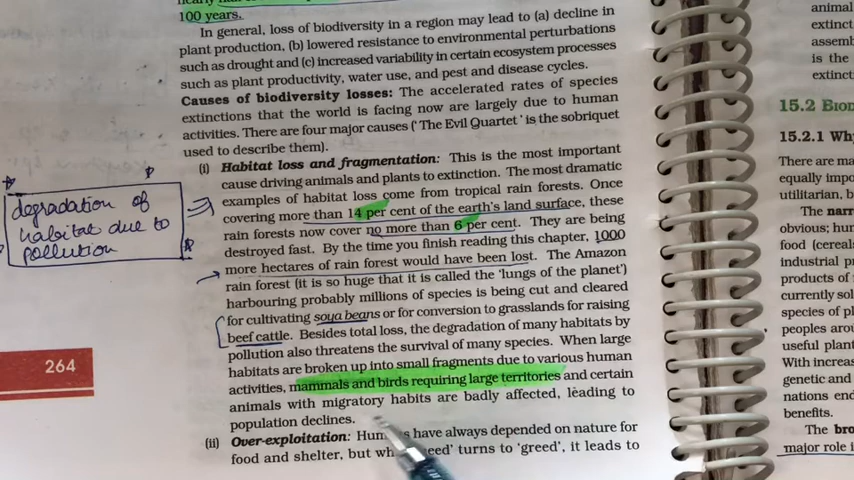 100 years.
In general, loss of biodiversity in a region may lead to (a) decline in
plant production, (b) lowered resistance to environmental perturbations
such as drought and (c) increased variability in certain ecosystem processes
such as plant productivity, water use, and pest and disease cycles.
Causes of biodiversity losses: The accelerated rates of species
extinctions that the world is facing now are largely due to human
activities. There are four major causes (' The Evil Quartet ' is the sobriquet
used to describe them).
(i) Habitat loss and fragmentation: This is the most important
cause driving animals and plants to extinction. The most dramatic
examples of habitat loss come from tropical rain forests. Once
covering more than 14 per cent of the earth's land surface, these
rain forests now cover no more than 6 per cent. They are being
destroyed fast. By the time you finish reading this chapter, 1000
more hectares of rain forest would have been lost. The Amazon
rain forest (it is so huge that it is called the 'lungs of the planet')
harbouring probably millions of species is being cut and cleared
for cultivating soya beans or for conversion to grasslands for raising
beef cattle. Besides total loss, the degradation of many habitats by
pollution also threatens the survival of many species. When large
habitats are broken up into small fragments due to various human
activities, mammals and birds requiring large territories and certain
animals with migratory habits are badly affected, leading to
population declines.
(ii) Over-exploitation: have always depended on nature for
food and shelter, but turns to 'greed', it leads to
degradation of
habitat due to
pollution
264
animal
extinct
assemb
is the
extinct
15.2 BIOD
15.2.1 Why
There are ma
equally impo
utilitarian, b
The narr
obvious; hum
food (cereals
industrial p
products of
currently sol
species of pl
peoples arou
useful plant
With increas
genetic and
nations end
benefits.
The bro
major role i